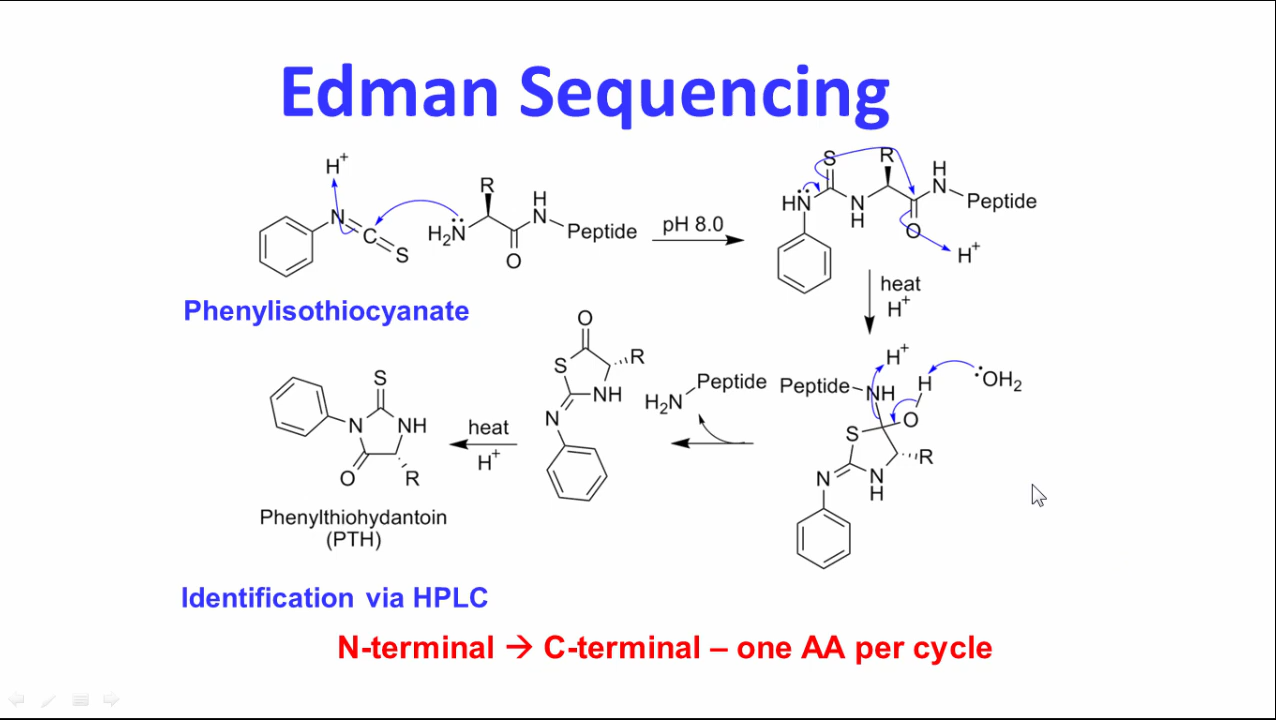 Edman Sequencing
H+
N
C
S
H2N
R
O
H
N
Peptide
pH 8.0
S
HN
N
H
R
O
H
N
Peptide
H+
Phenylisothiocyanate
heat
H+
H+
H
:OH2
Peptide
NH
O
S
R
N
N
H
H2N
Peptide
O
S
R
NH
N
heat
H+
S
N
NH
O
R
Phenylthiohydantoin
(PTH)
Identification via HPLC
N-terminal → C-terminal – one AA per cycle